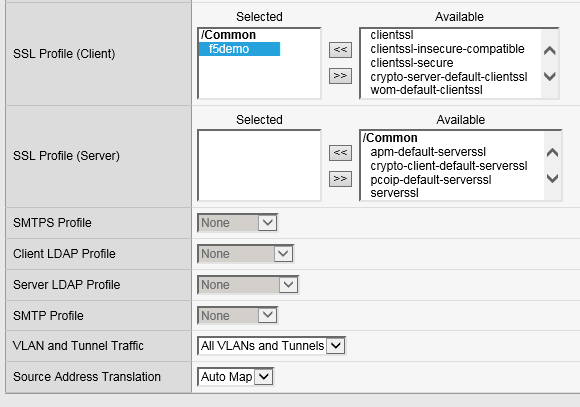 Selected Available
SSL Profile (Client)
/Common
f5demo
<<
>>
clientssl
clientssl-insecure-compatible
clientssl-secure
crypto-server-default-clientssl
wom-default-clientssl
Selected Available
SSL Profile (Server)
<<
>>
/Common
apm-default-serverssl
crypto-client-default-serverssl
pcoip-default-serverssl
serverssl
SMTPS Profile None
Client LDAP Profile None
Server LDAP Profile None
SMTP Profile None
VLAN and Tunnel Traffic All VLANs and Tunnels
Source Address Translation Auto Map